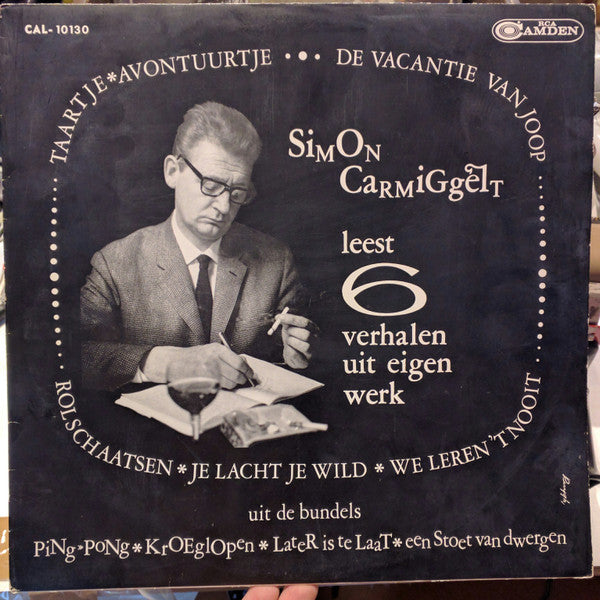 CAL-10130
RCA
CAMDEN
TAARTJE*AVONTUURTJE ··•·· DE VACANTIE VAN JOOP
SiMON
CARMiGgelT
leest
6
verhalen
uit eigen
werk
ROLSCHAATSEN * JE LACHT JE WILD * WE LEREN 'T NOOIT
uit de bundels
PiNg-PoNg * KrOEglOpen * LateR is te LaaT * een Stoet van dwergen